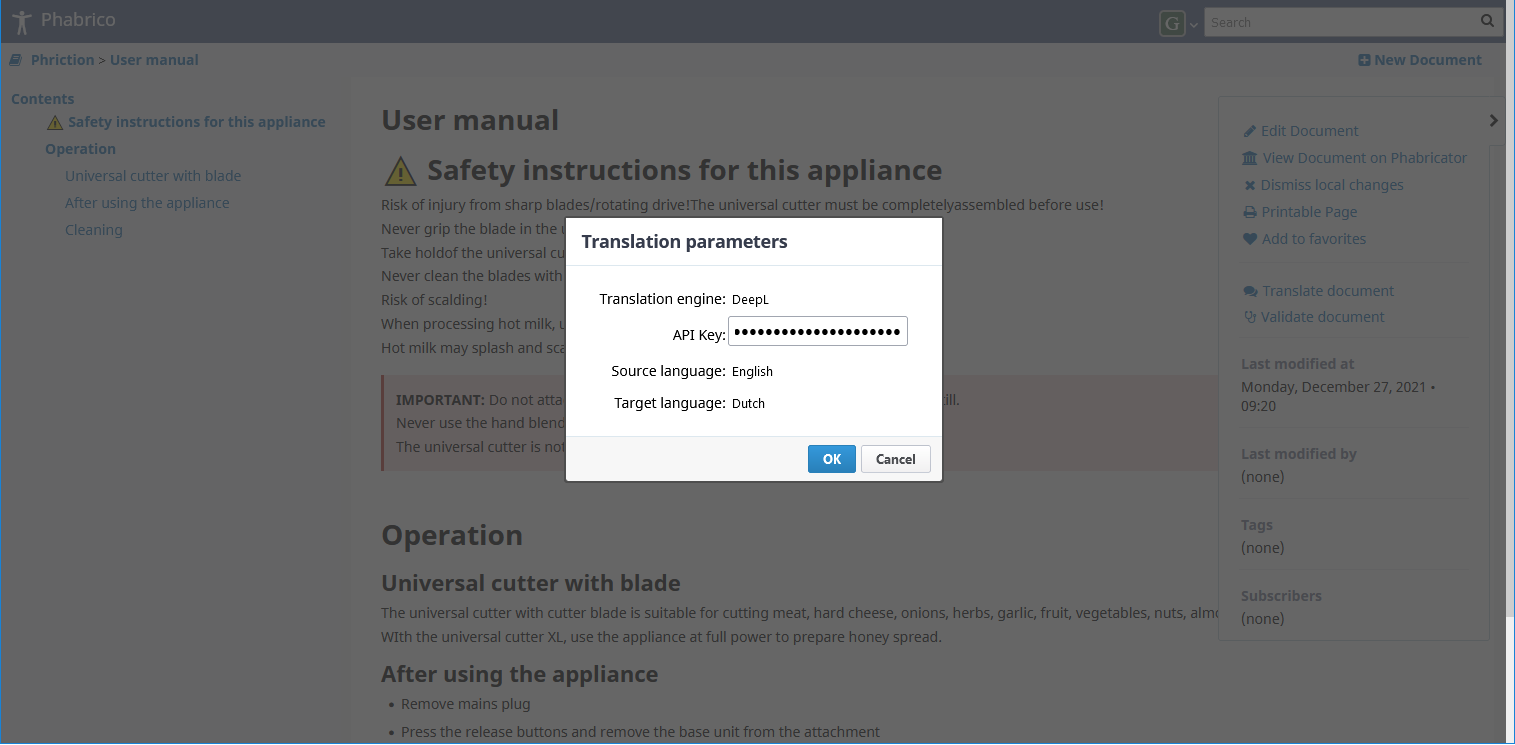 Phabrico
G
Search
Phriction > User manual
New Document
Contents
Safety instructions for this appliance
Operation
Universal cutter with blade
After using the appliance
Cleaning
User manual
Safety instructions for this appliance
Risk of injury from sharp blades/rotating drive!The universal cutter must be completelyassembled before use!
Never grip the blade in the
Take holdof the universal cu
Never clean the blades with
Risk of scalding!
When processing hot milk, u
Hot milk may splash and sca
IMPORTANT: Do not atta
ill.
Never use the hand blend
The universal cutter is not
Operation
Universal cutter with blade
The universal cutter with cutter blade is suitable for cutting meat, hard cheese, onions, herbs, garlic, fruit, vegetables, nuts, almo
WIth the universal cutter XL, use the appliance at full power to prepare honey spread.
After using the appliance
• Remove mains plug
• Press the release buttons and remove the base unit from the attachment
Translation parameters
Translation engine: DeepL
API Key: •••••••••••••••••••••
Source language: English
Target language: Dutch
OK
Cancel
Edit Document
View Document on Phabricator
Dismiss local changes
Printable Page
Add to favorites
Translate document
Validate document
Last modified at
Monday, December 27, 2021 •
09:20
Last modified by
(none)
Tags
(none)
Subscribers
(none)